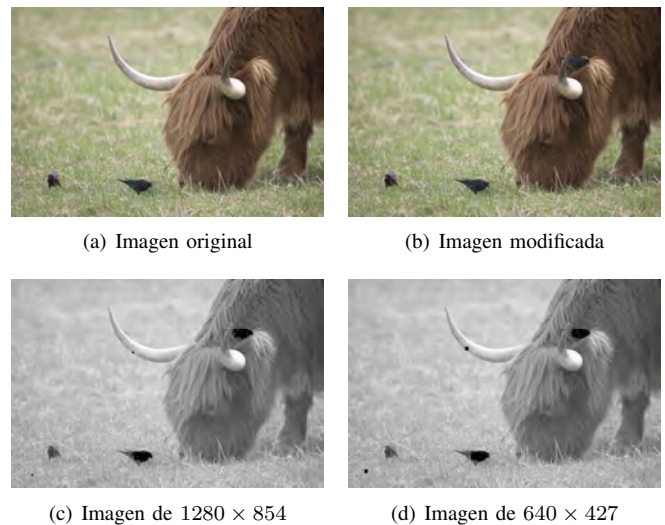 (a) Imagen original
(b) Imagen modificada
(c) Imagen de 1280 × 854
(d) Imagen de 640 × 427